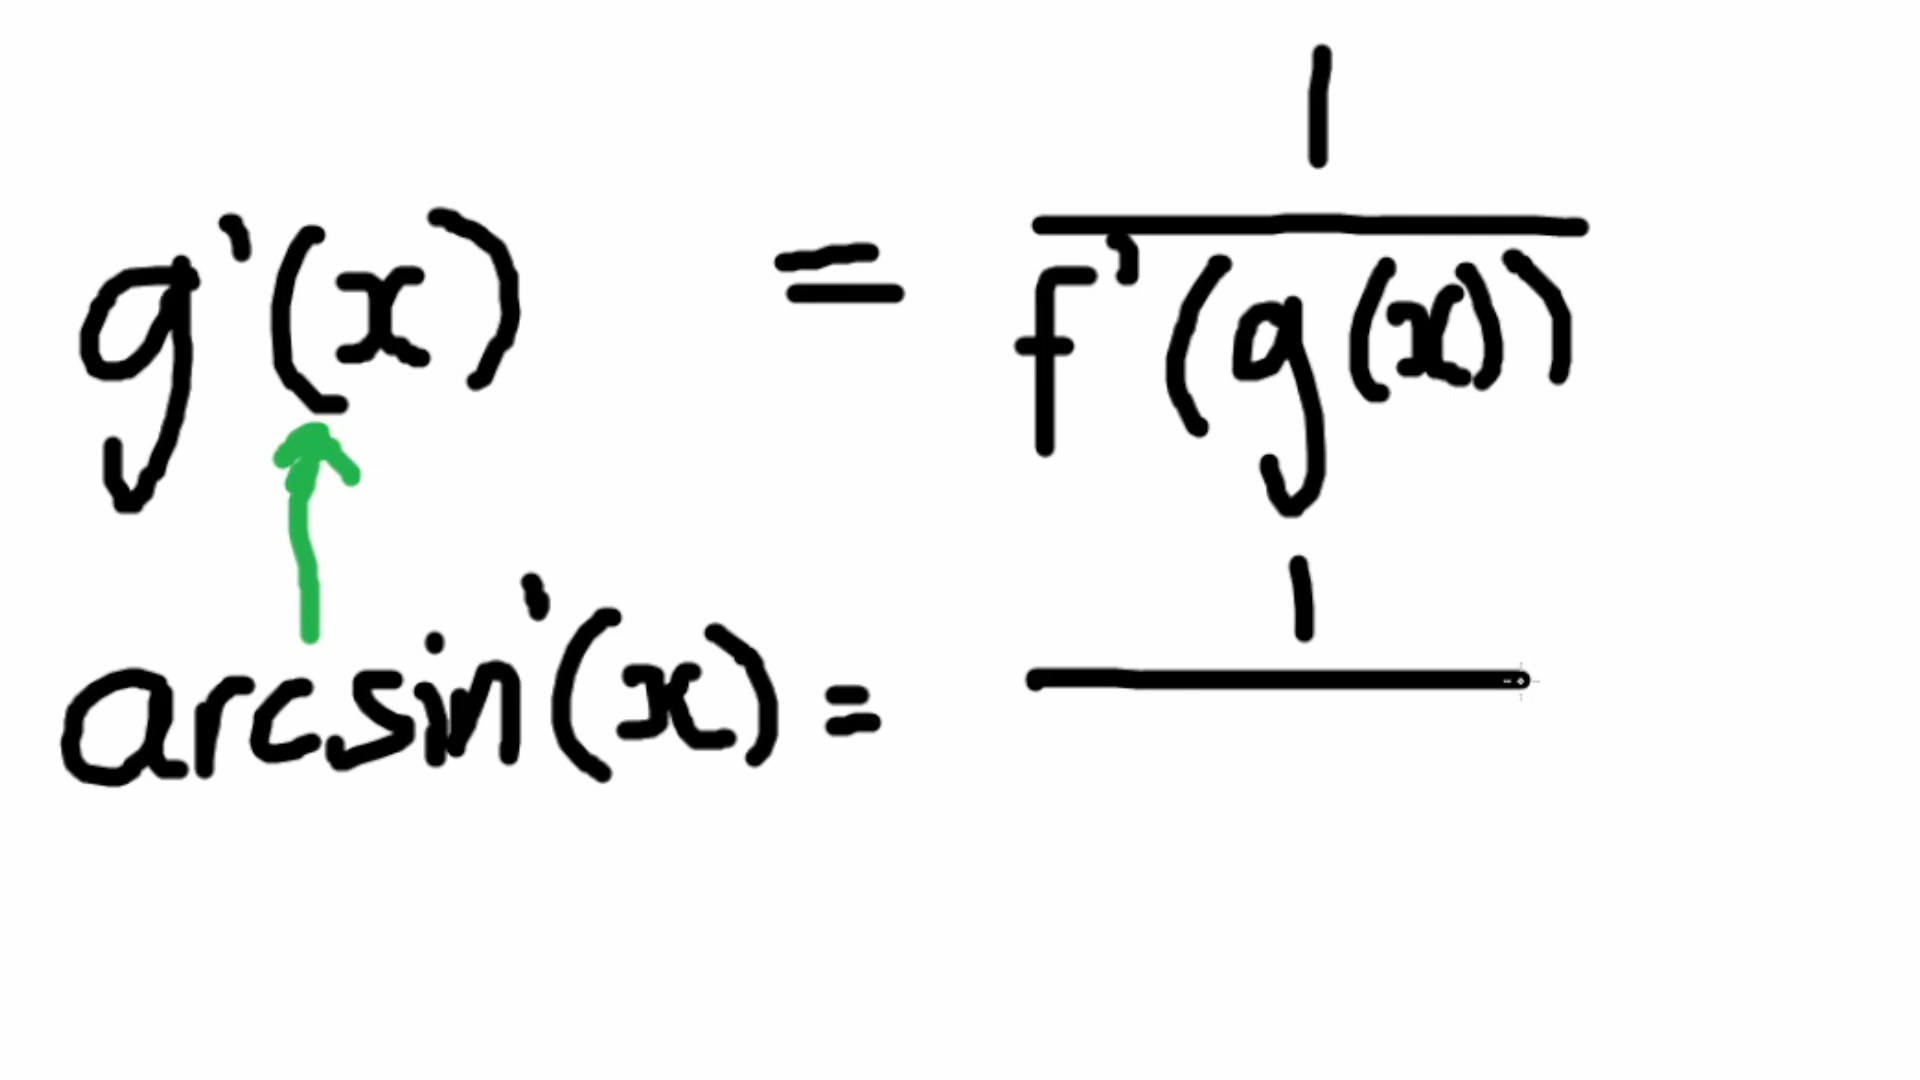 g'(x) = 1 / f'(g(x))
arcsin'(x) = 1 /